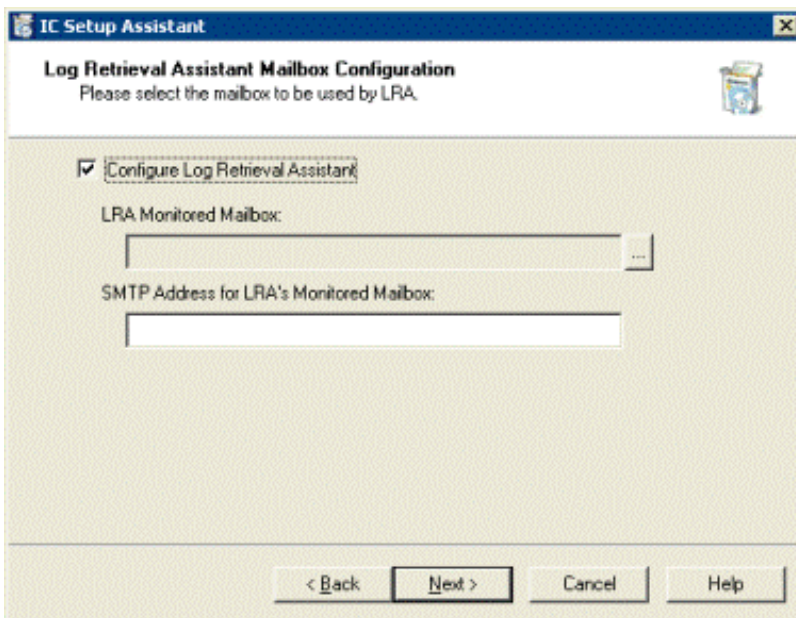 IC Setup Assistant
Log Retrieval Assistant Mailbox Configuration
Please select the mailbox to be used by LRA.
Configure Log Retrieval Assistant
LRA Monitored Mailbox:
...
SMTP Address for LRA's Monitored Mailbox:
< Back
Next >
Cancel
Help